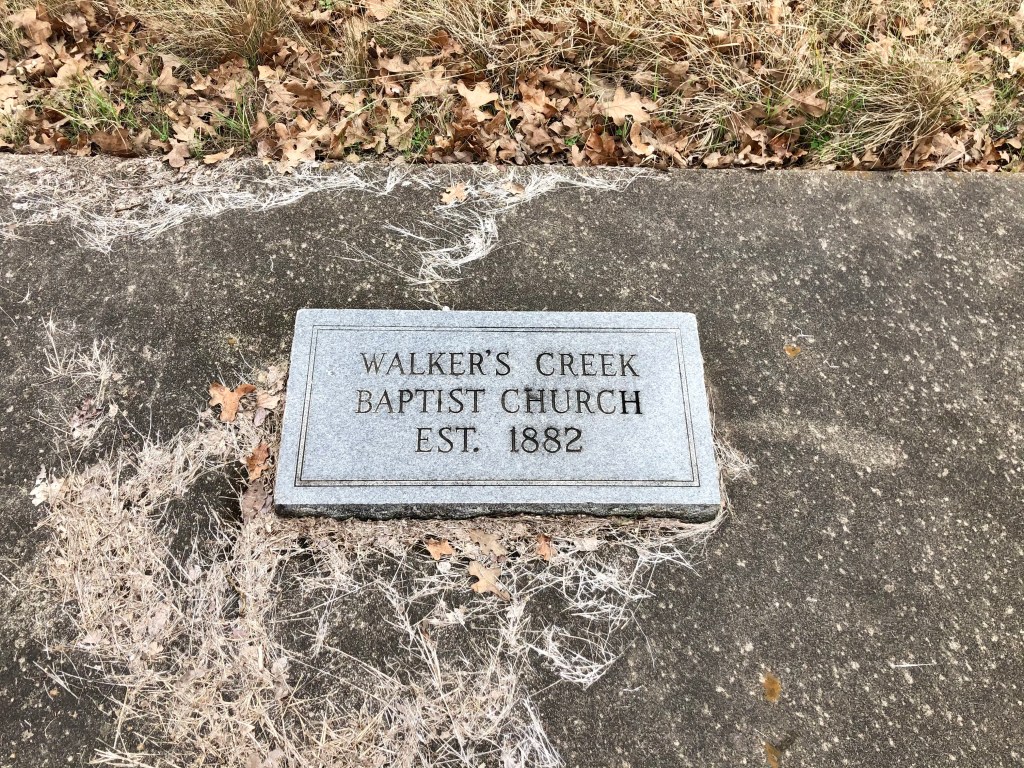 WALKER'S CREEK
BAPTIST CHURCH
EST. 1882